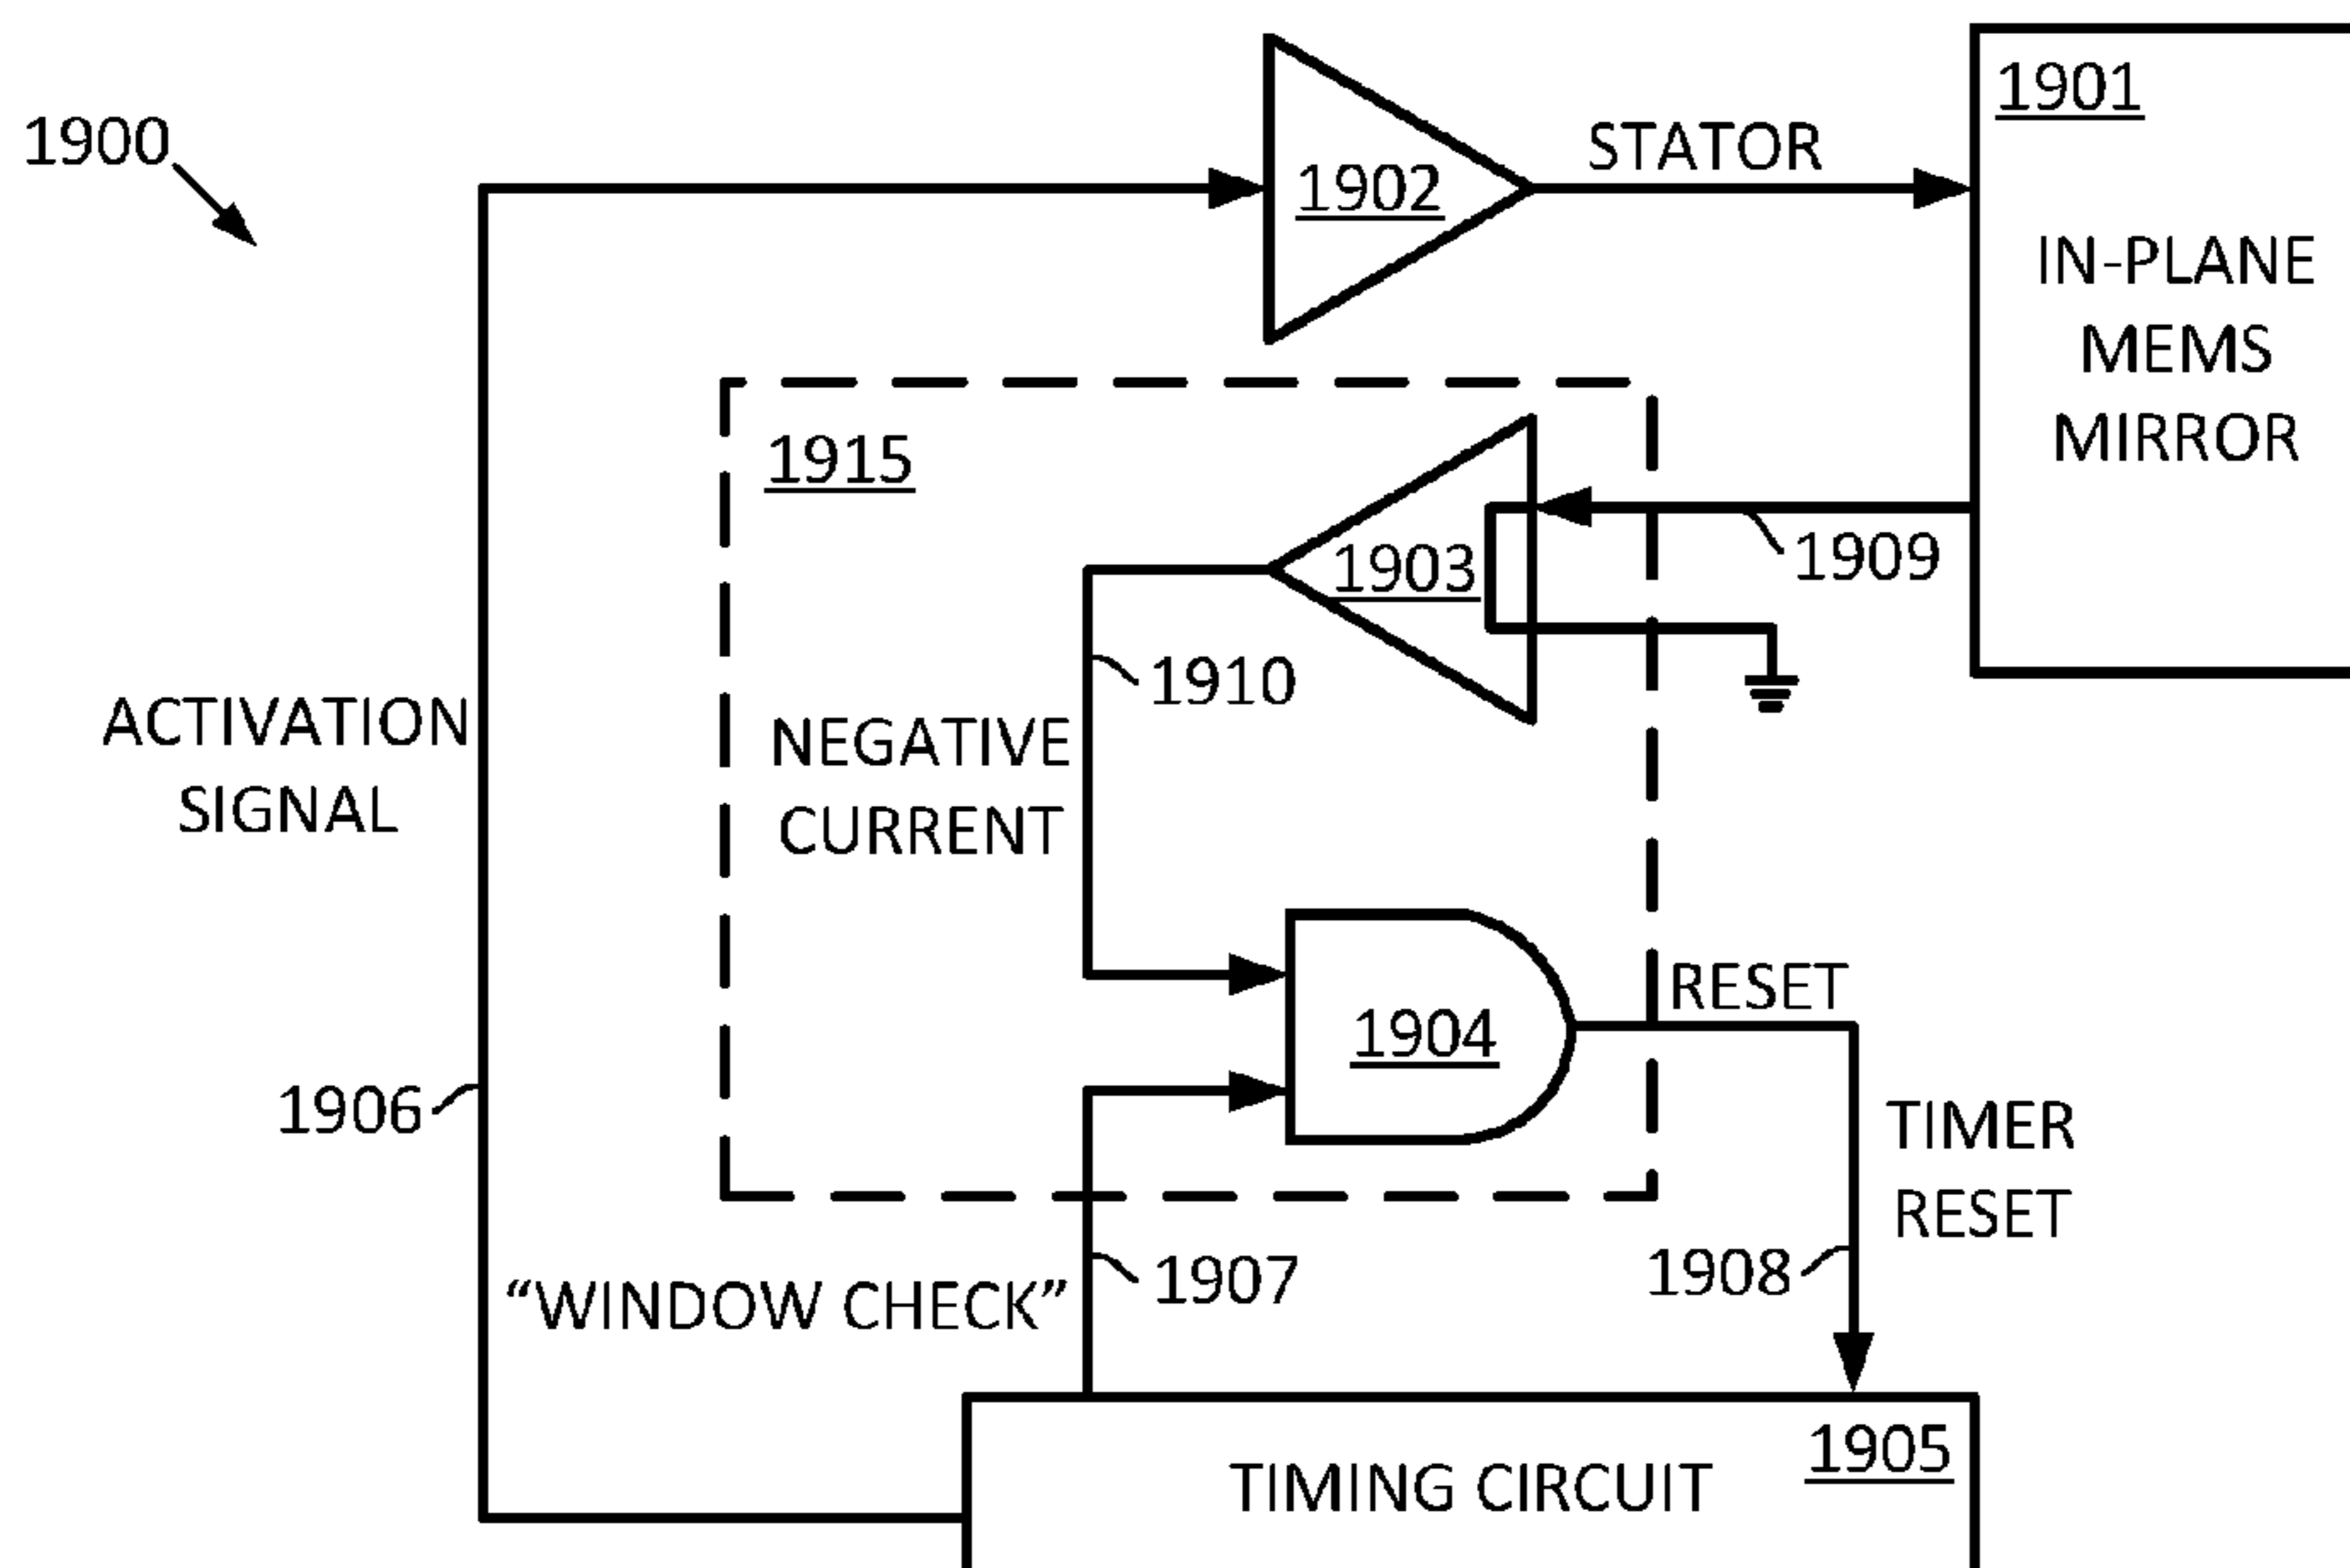 1901
1900
STATOR
1902
IN-PLANE
MEMS
MIRROR
1915
1909
1903
1910
ACTIVATION
SIGNAL
NEGATIVE
CURRENT
RESET
1904
1906
TIMER
RESET
1907
1908
“WINDOW CHECK”
1905
TIMING CIRCUIT